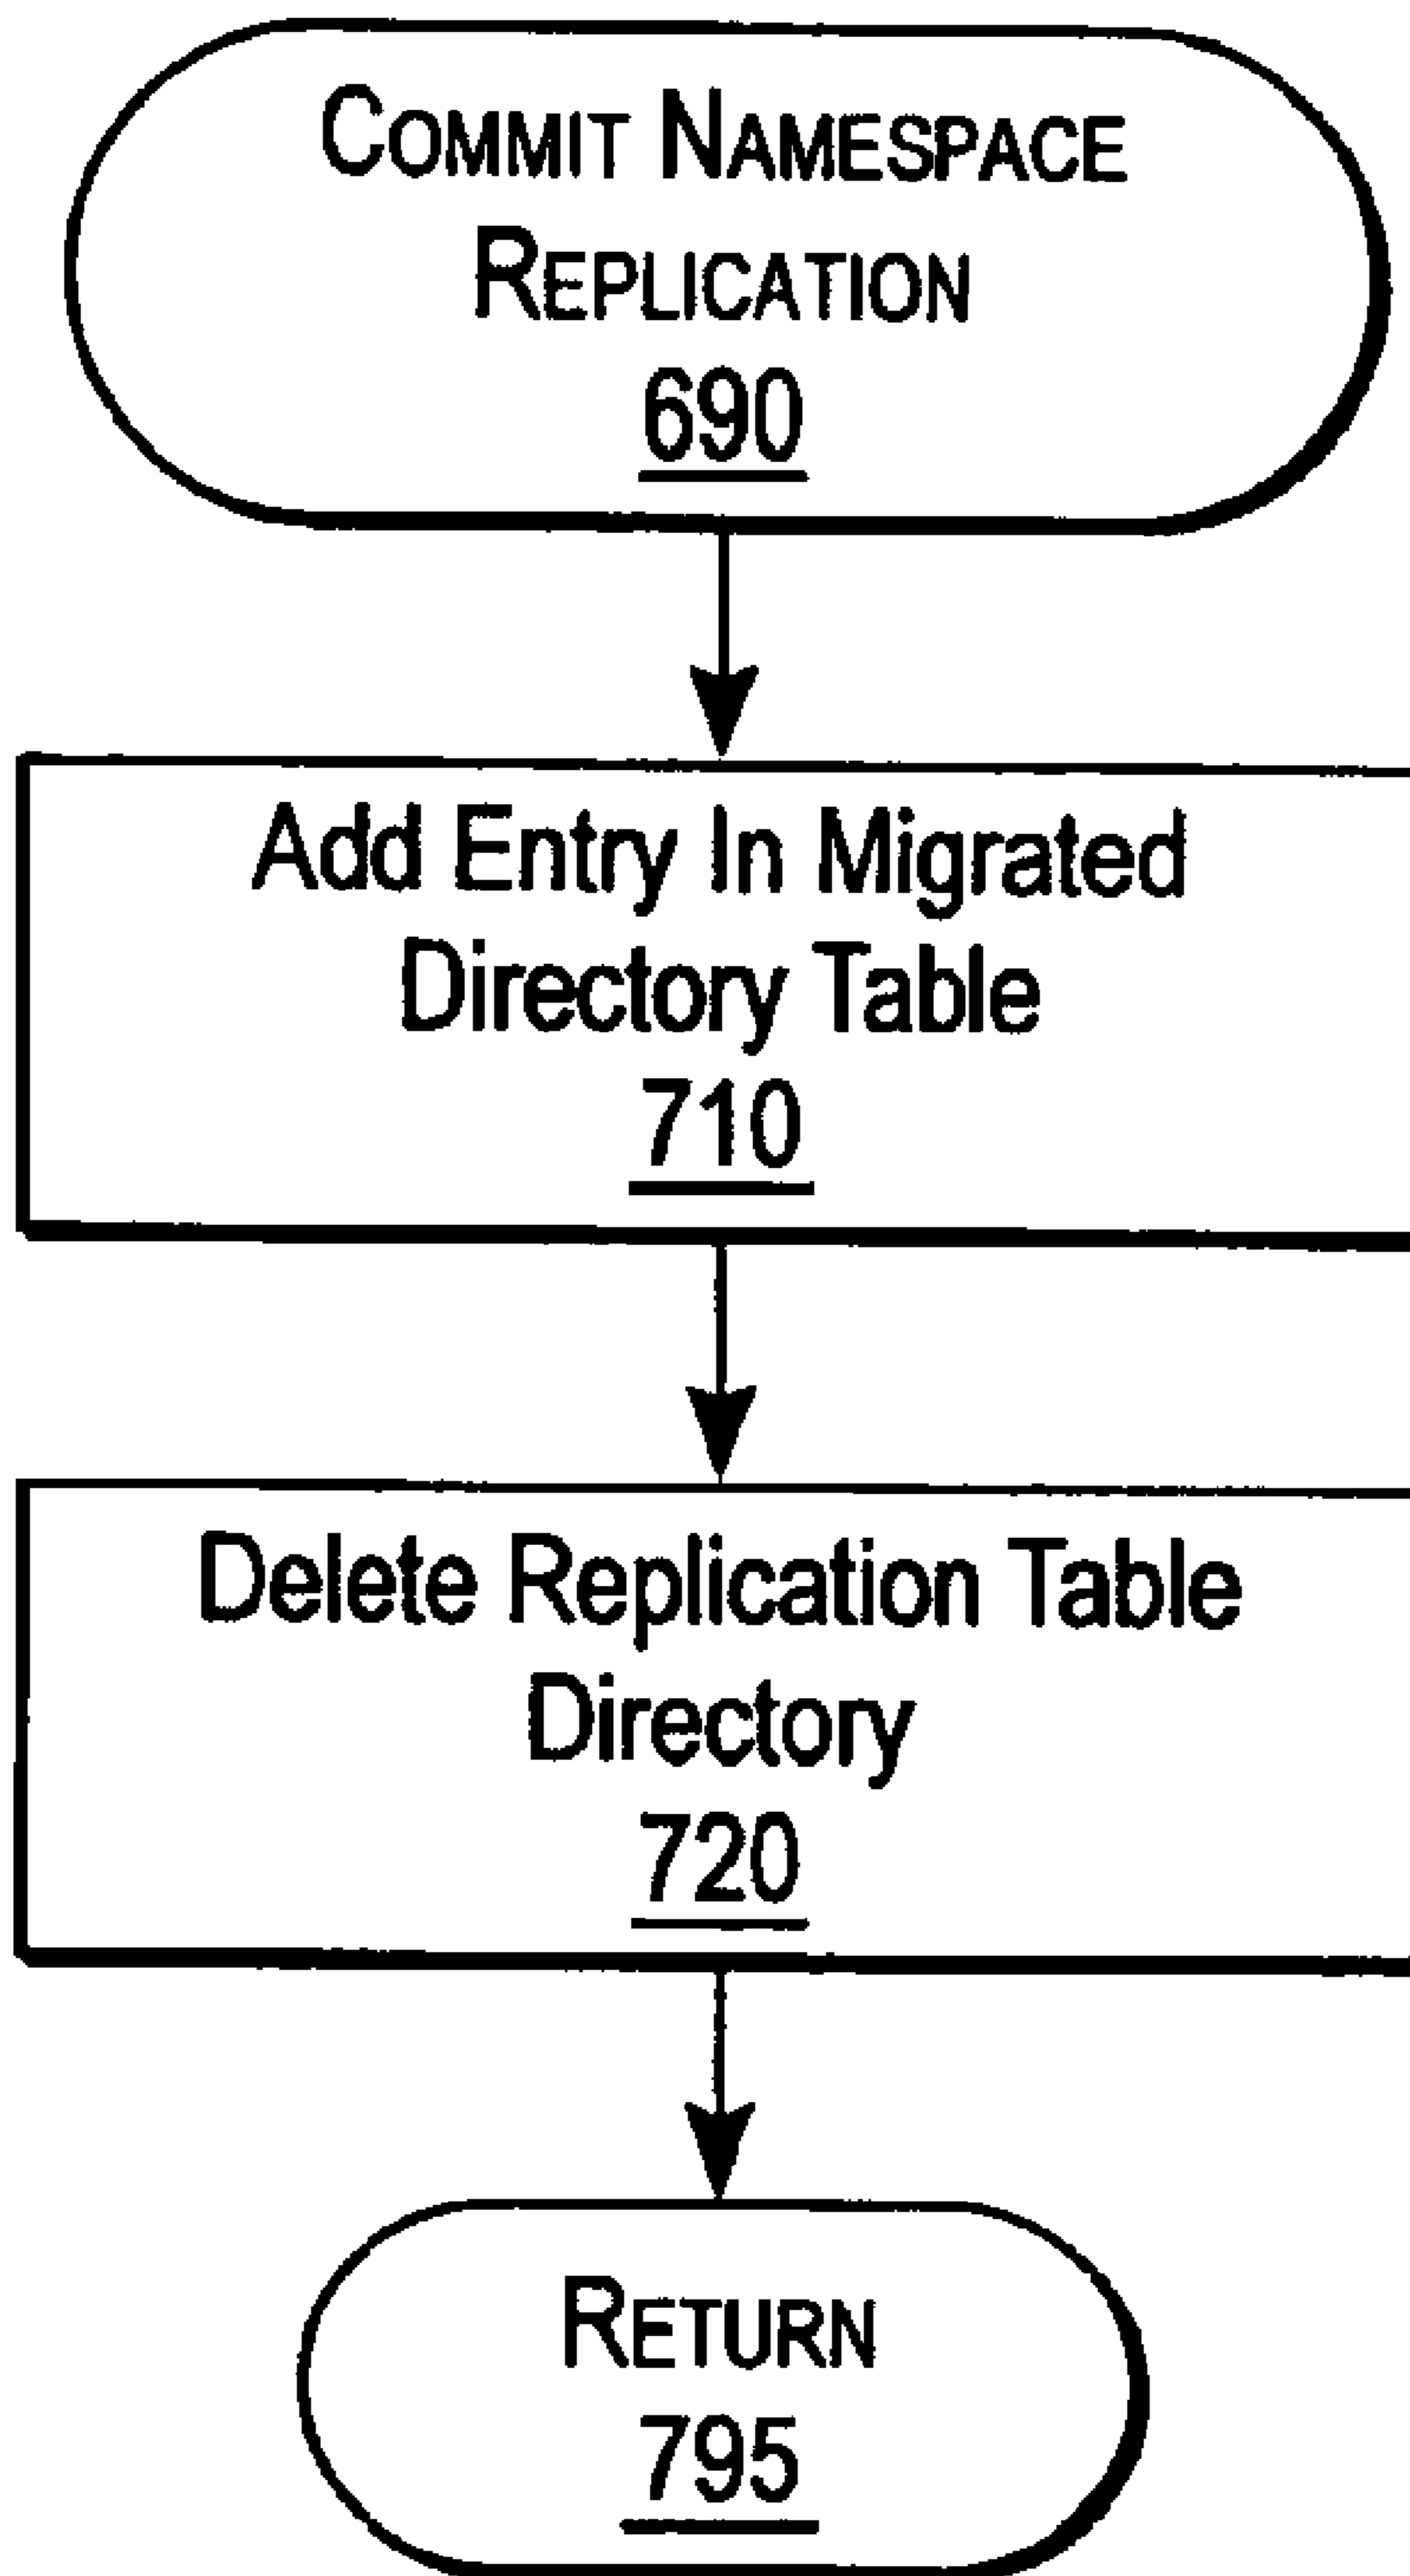 COMMIT NAMESPACE
REPLICATION
690
Add Entry In Migrated
Directory Table
710
Delete Replication Table
Directory
720
RETURN
795